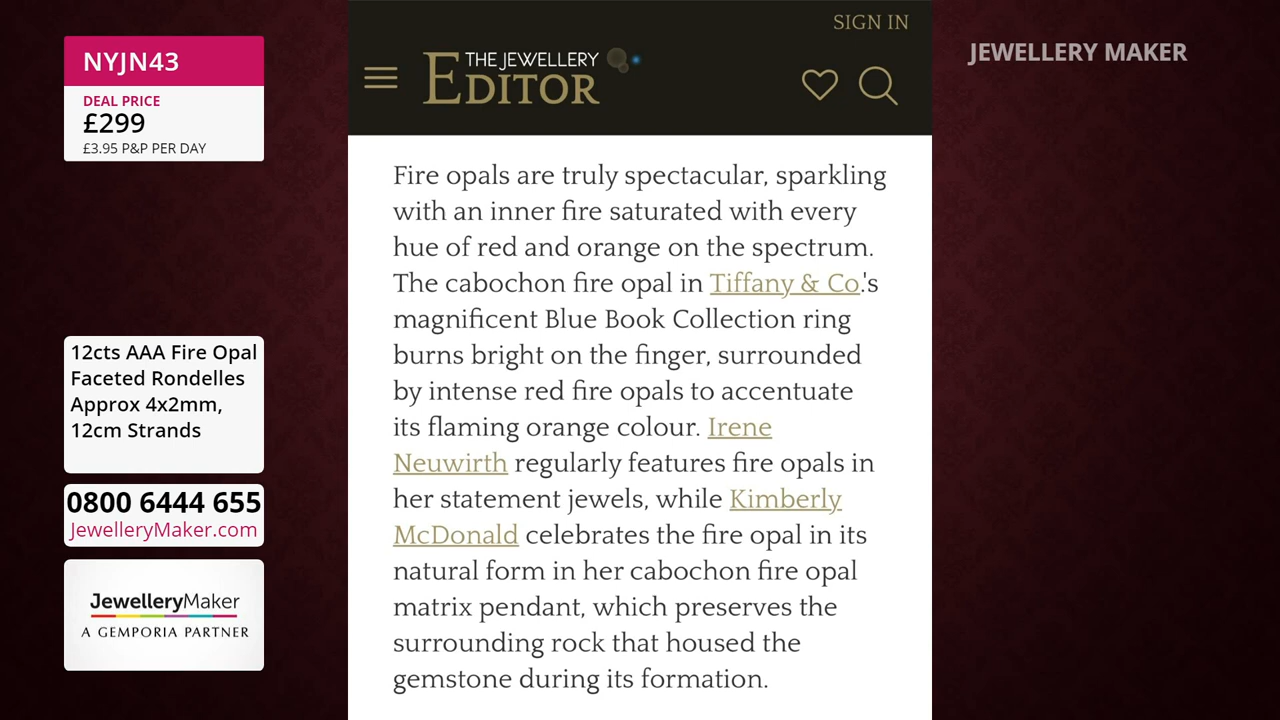 NYJN43
DEAL PRICE
£299
£3.95 P&P PER DAY
12cts AAA Fire Opal
Faceted Rondelles
Approx 4x2mm,
12cm Strands
0800 6444 655
JewelleryMaker.com
JewelleryMaker
A GEMPORIA PARTNER
SIGN IN
THE JEWELLERY
EDITOR
Fire opals are truly spectacular, sparkling
with an inner fire saturated with every
hue of red and orange on the spectrum.
The cabochon fire opal in Tiffany & Co.'s
magnificent Blue Book Collection ring
burns bright on the finger, surrounded
by intense red fire opals to accentuate
its flaming orange colour. Irene
Neuwirth regularly features fire opals in
her statement jewels, while Kimberly
McDonald celebrates the fire opal in its
natural form in her cabochon fire opal
matrix pendant, which preserves the
surrounding rock that housed the
gemstone during its formation.
JEWELLERY MAKER